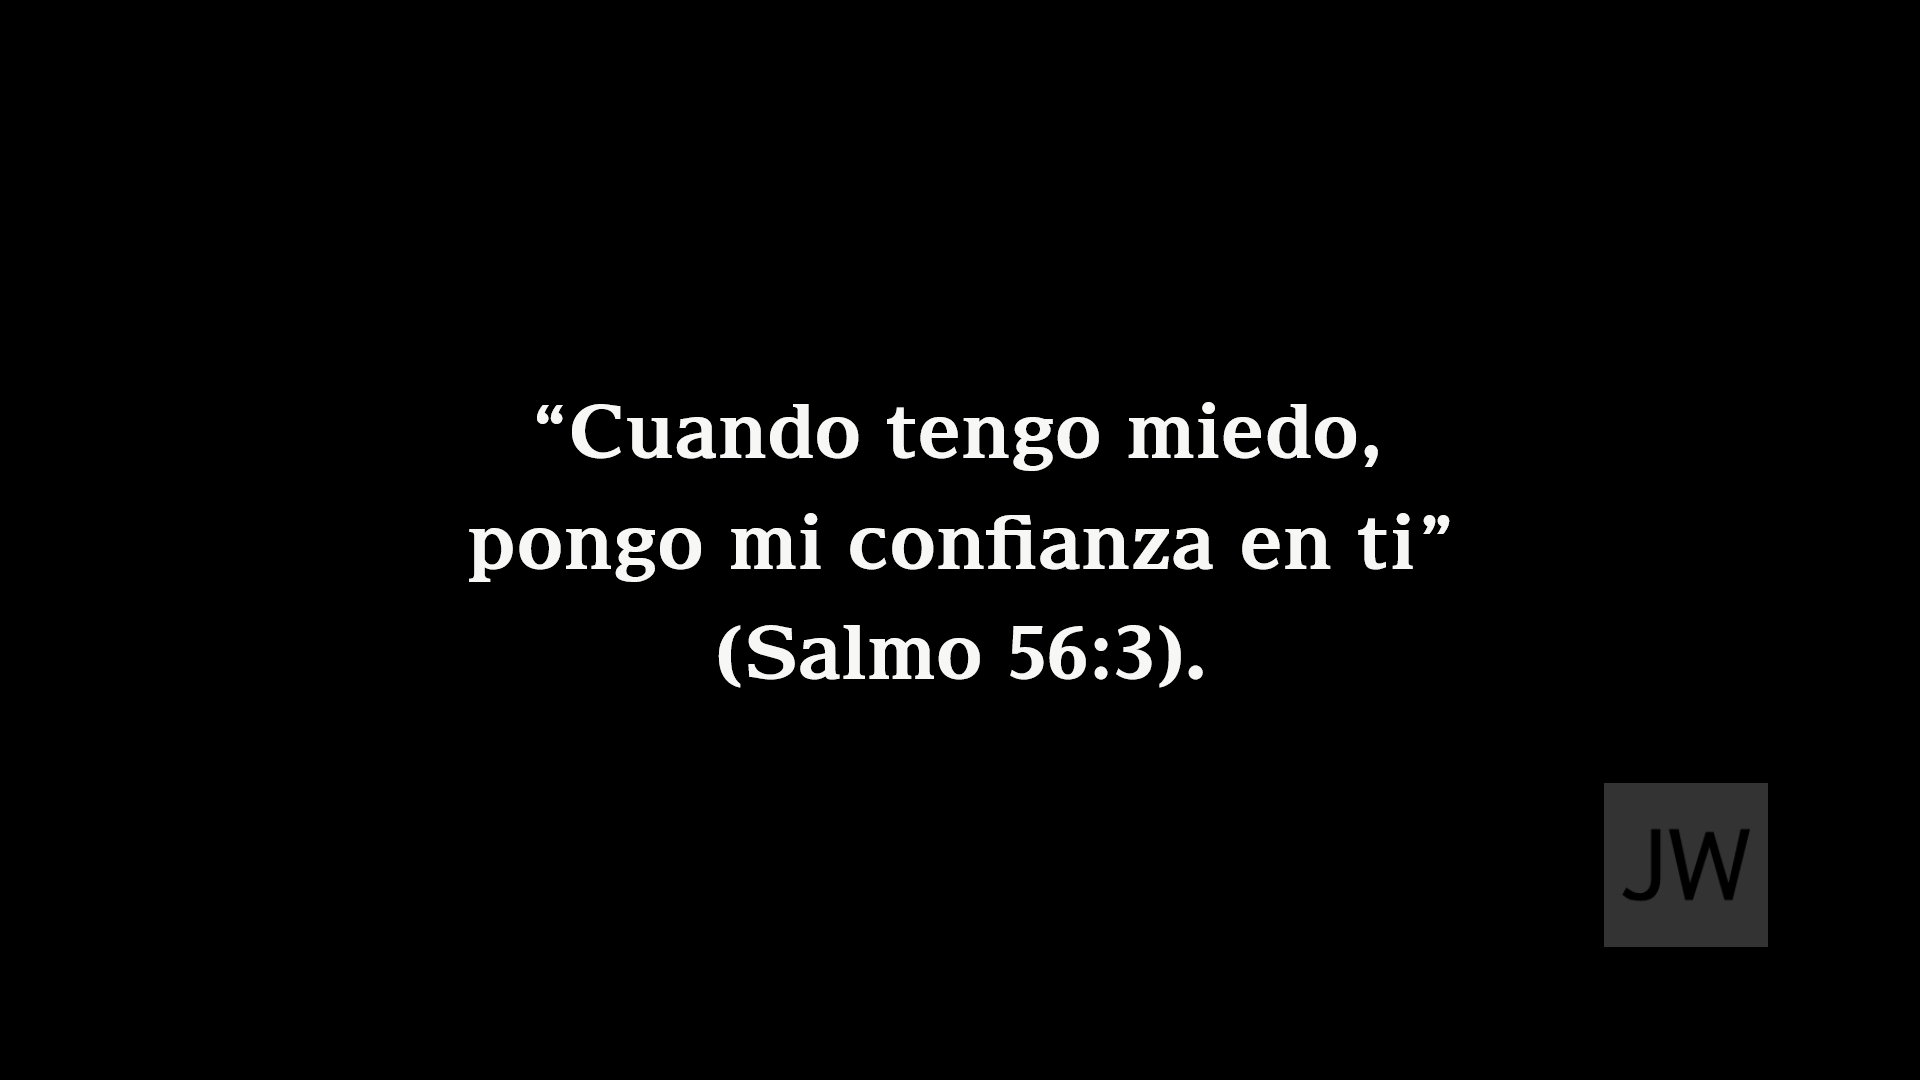 “Cuando tengo miedo,
pongo mi confianza en ti”
(Salmo 56:3).
JW